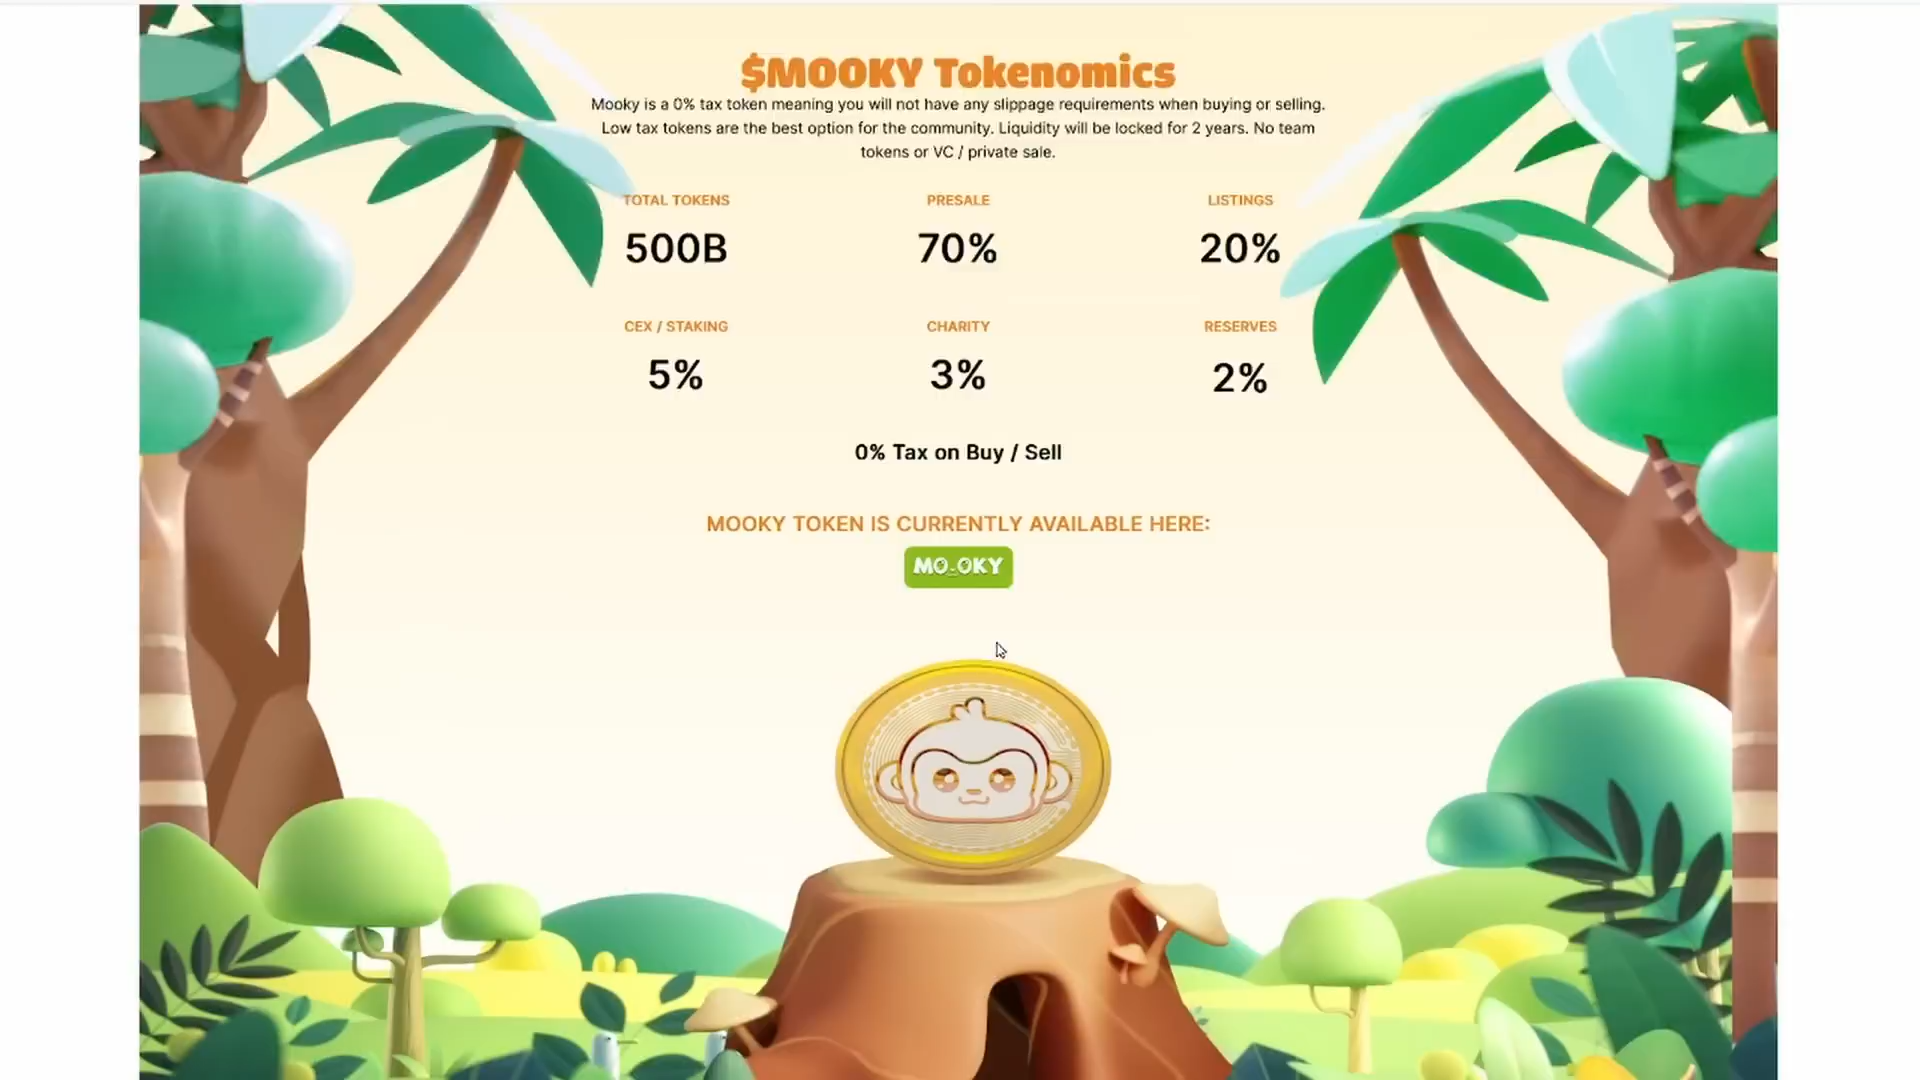 $MOOKY Tokenomics
Mooky is a 0% tax token meaning you will not have any slippage requirements when buying or selling.
Low tax tokens are the best option for the community. Liquidity will be locked for 2 years. No team
tokens or VC / private sale.
TOTAL TOKENS
500B
PRESALE
70%
LISTINGS
20%
CEX / STAKING
5%
CHARITY
3%
RESERVES
2%
0% Tax on Buy / Sell
MOOKY TOKEN IS CURRENTLY AVAILABLE HERE:
MOOKY